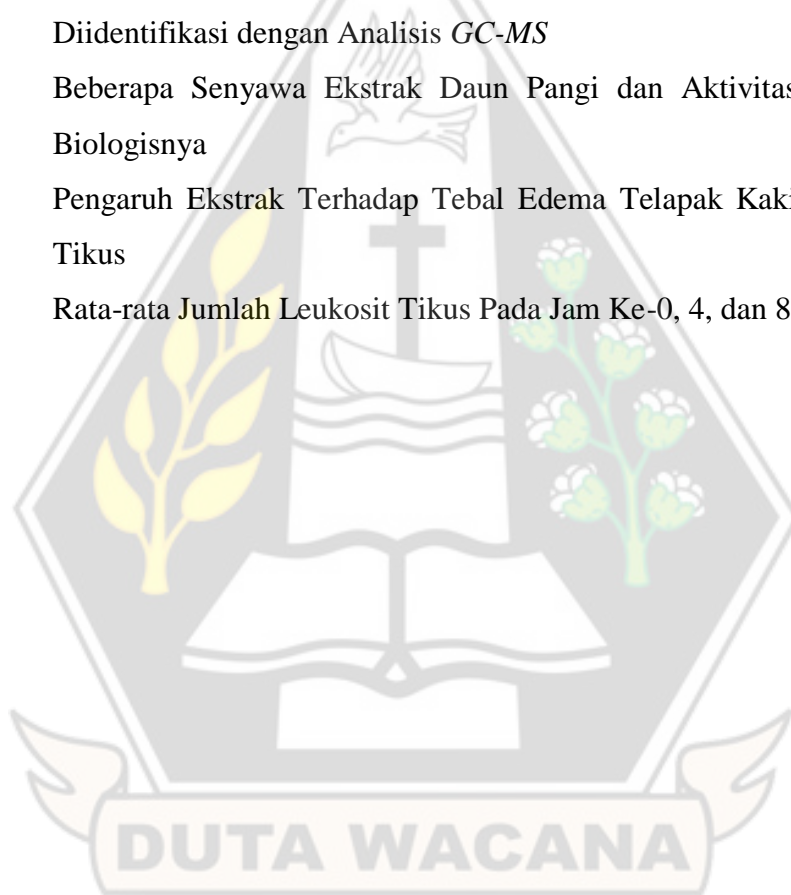 Diidentifikasi dengan Analisis GC-MS
Beberapa Senyawa Ekstrak Daun Pangi dan Aktivitas
Biologisnya
Pengaruh Ekstrak Terhadap Tebal Edema Telapak Kaki
Tikus
Rata-rata Jumlah Leukosit Tikus Pada Jam Ke-0, 4, dan 8
DUTA WACANA